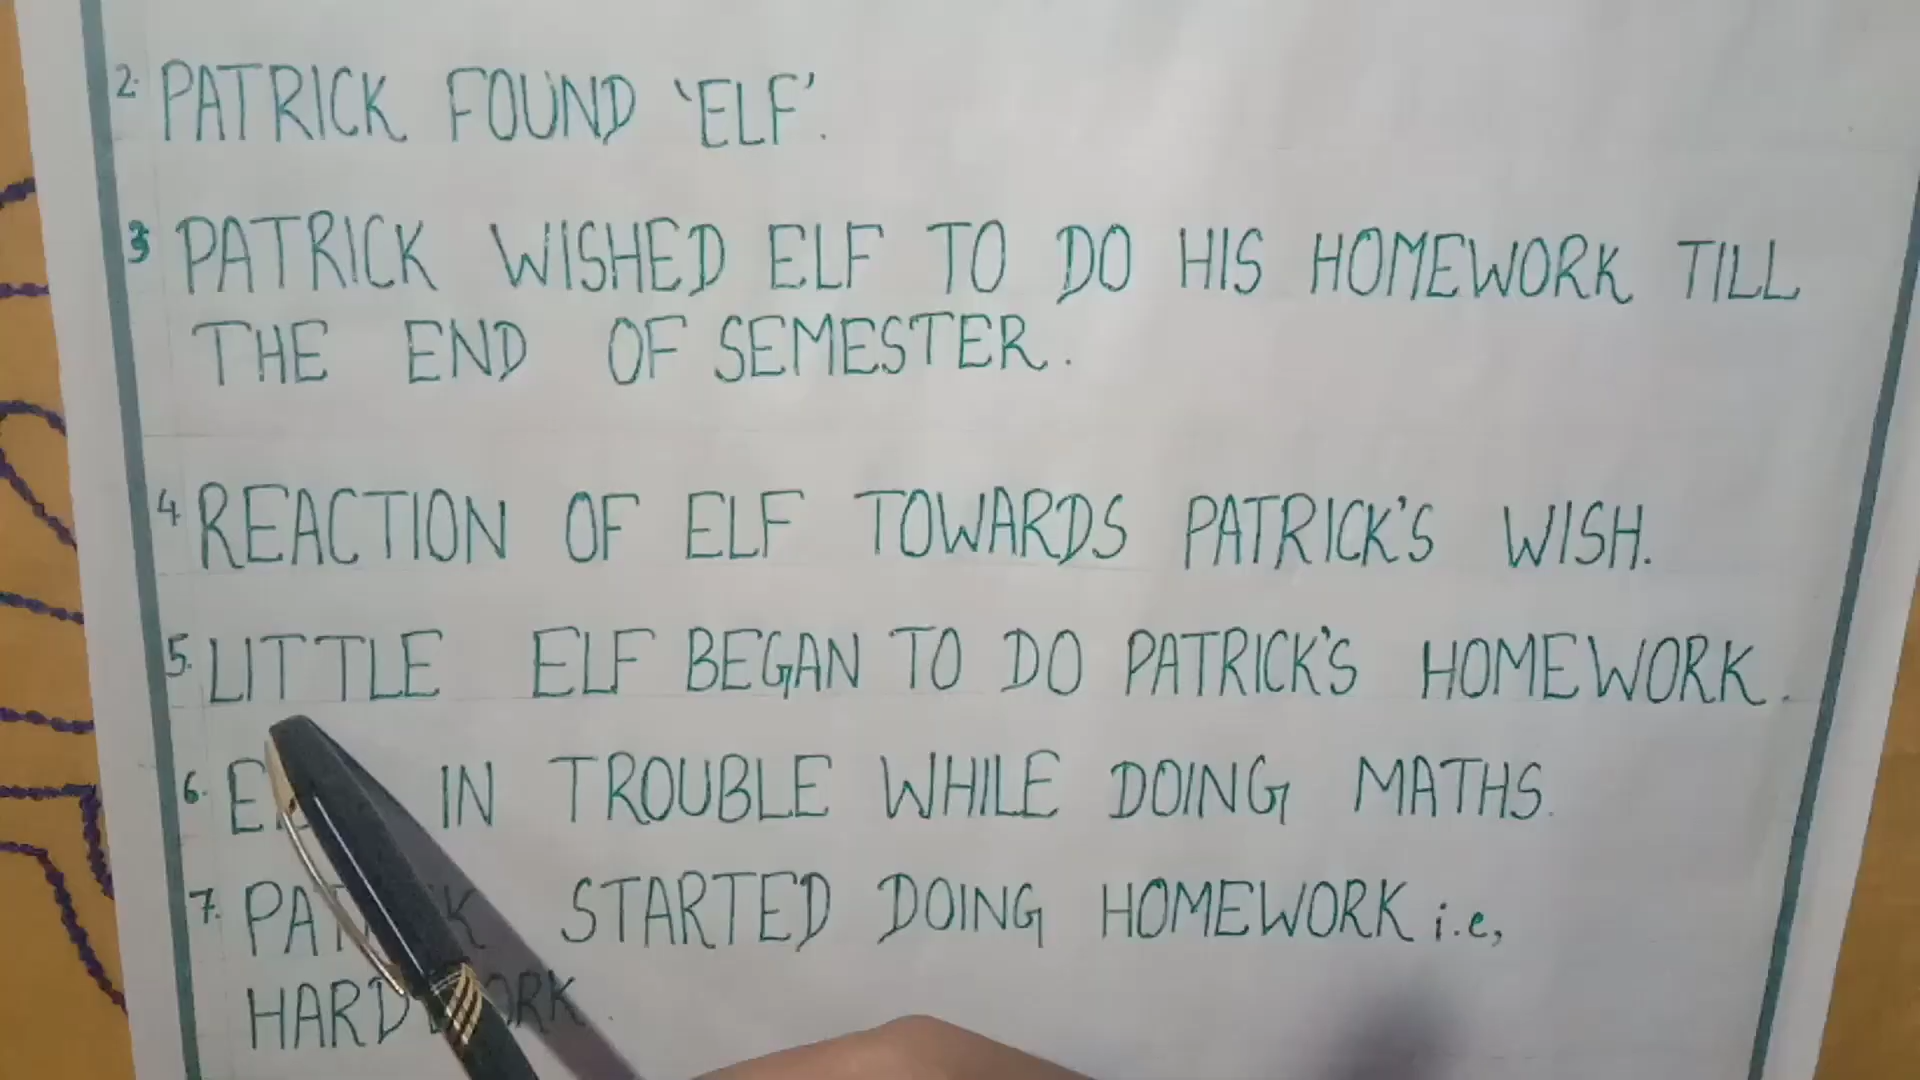 2. PATRICK FOUND 'ELF'.
3 PATRICK WISHED ELF TO DO HIS HOMEWORK TILL
THE END OF SEMESTER.
4 REACTION OF ELF TOWARDS PATRICK'S WISH.
5. LITTLE ELF BEGAN TO DO PATRICK'S HOMEWORK.
6. IN TROUBLE WHILE DOING MATHS.
7. PATRICK STARTED DOING HOMEWORK i.e,
HARDWORK.